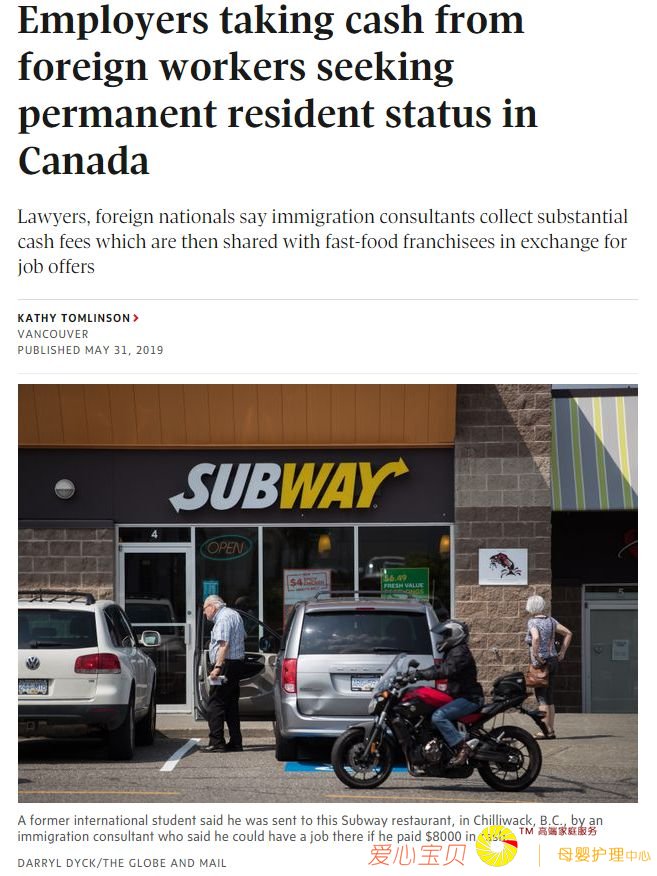 Employers taking cash from
foreign workers seeking
permanent resident status in
Canada
Lawyers, foreign nationals say immigration consultants collect substantial
cash fees which are then shared with fast-food franchisees in exchange for
job offers
KATHY TOMLINSON
VANCOUVER
PUBLISHED MAY 31, 2019
SUBWAY
4
OPEN
$4
$6.49
FRESH VALUE
5
A former international student said he was sent to this Subway restaurant, in Chilliwack, B.C., by an
immigration consultant who said he could have a job there if he paid $8000 in cash.
TM 高端家庭服务
爱心宝贝
母婴护理中心
DARRYL DYCK/THE GLOBE AND MAIL